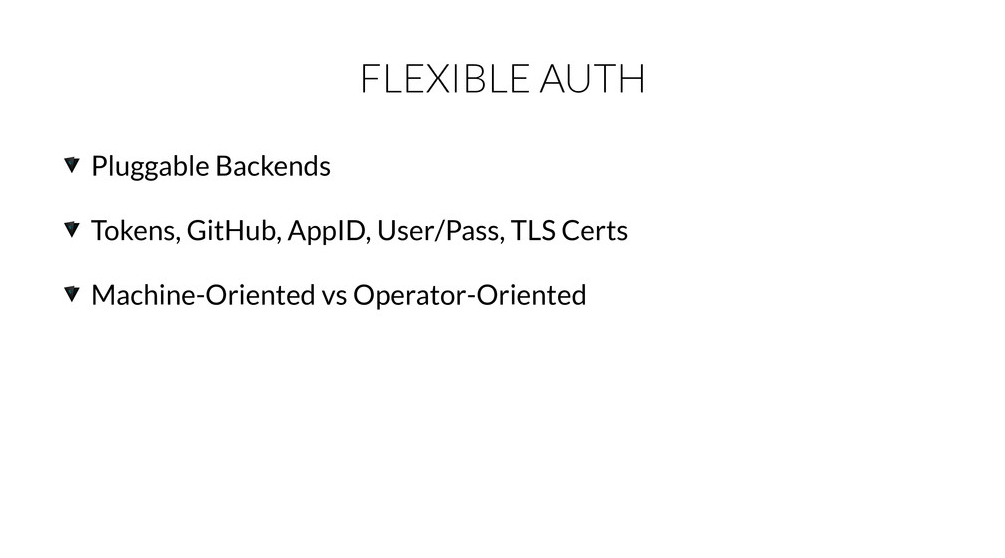 FLEXIBLE AUTH
Pluggable Backends
Tokens, GitHub, AppID, User/Pass, TLS Certs
Machine-Oriented vs Operator-Oriented